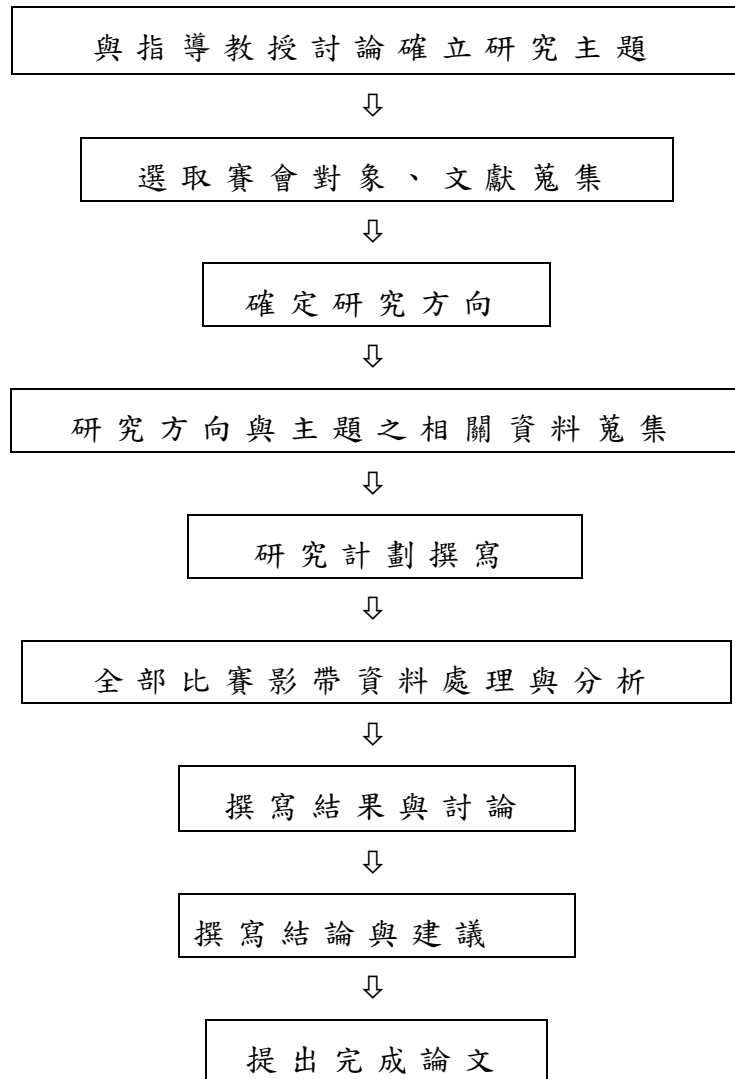 與指導教授討論確立研究主題
⇩
選取賽會對象、文獻蒐集
⇩
確定研究方向
⇩
研究方向與主題之相關資料蒐集
⇩
研究計劃撰寫
⇩
全部比賽影帶資料處理與分析
⇩
撰寫結果與討論
⇩
撰寫結論與建議
⇩
提出完成論文